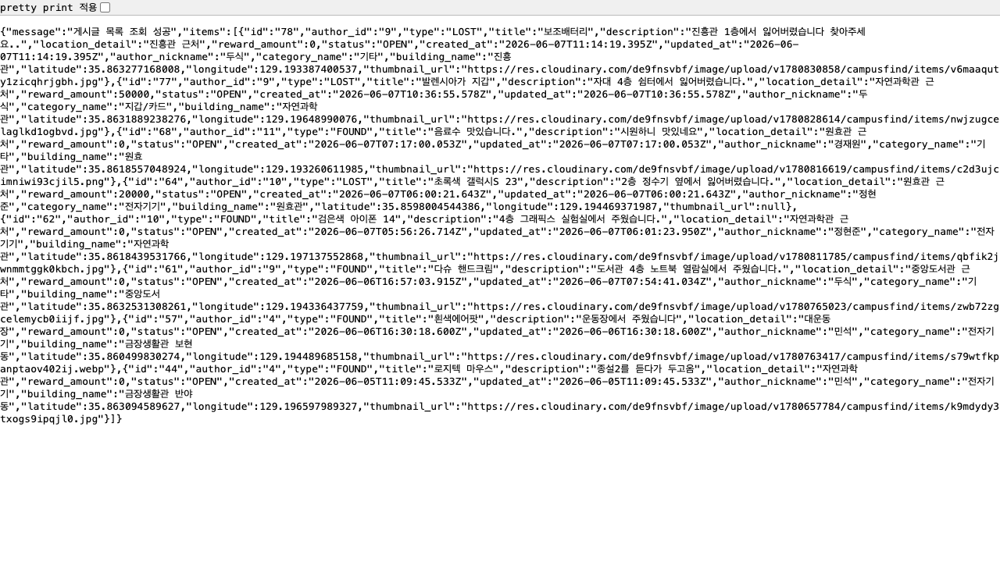 pretty print 적용
{"message":"게시글 목록 조회 성공","items":[{"id":"78","author_id":"9","type":"LOST","title":"보조배터리","description":"진흥관 1층에서 잃어버렸습니다 찾아주세
요..","location_detail":"진흥관 근처","reward_amount":0,"status":"OPEN","created_at":"2026-06-07T11:14:19.395Z","updated_at":"2026-06-
07T11:14:19.395Z","author_nickname":"두식","category_name":"기타","building_name":"진흥
관","latitude":35.863277168008,"longitude":129.193387400537,"thumbnail_url":"https://res.cloudinary.com/de9fnsvbf/image/upload/v1780830858/campusfind/items/v6maaqut
y1zicqhrjgbh.jpg"},{"id":"77","author_id":"9","type":"LOST","title":"발렌시아가 지갑","description":"자대 4층 쉼터에서 잃어버렸습니다.","location_detail":"자연과학관 근
처","reward_amount":50000,"status":"OPEN","created_at":"2026-06-07T10:36:55.578Z","updated_at":"2026-06-07T10:36:55.578Z","author_nickname":"두
식","category_name":"지갑/카드","building_name":"자연과학
관","latitude":35.8631889238276,"longitude":129.19648990076,"thumbnail_url":"https://res.cloudinary.com/de9fnsvbf/image/upload/v1780828614/campusfind/items/nwjzugce
laglkd1ogbvd.jpg"},{"id":"68","author_id":"11","type":"FOUND","title":"음료수 맛있습니다.","description":"시원하니 맛있네요","location_detail":"원효관 근
처","reward_amount":0,"status":"OPEN","created_at":"2026-06-07T07:17:00.053Z","updated_at":"2026-06-07T07:17:00.053Z","author_nickname":"경재원","category_name":"기
타","building_name":"원효
관","latitude":35.8618557048924,"longitude":129.193260611985,"thumbnail_url":"https://res.cloudinary.com/de9fnsvbf/image/upload/v1780816619/campusfind/items/c2d3ujc
imniwi93cjil5.png"},{"id":"64","author_id":"10","type":"LOST","title":"초록색 갤럭시S 23","description":"2층 정수기 옆에서 잃어버렸습니다.","location_detail":"원효관 근
처","reward_amount":20000,"status":"OPEN","created_at":"2026-06-07T06:00:21.643Z","updated_at":"2026-06-07T06:00:21.643Z","author_nickname":"정현
준","category_name":"전자기기","building_name":"원효관","latitude":35.8598004544386,"longitude":129.194469371987,"thumbnail_url":null},
{"id":"62","author_id":"10","type":"FOUND","title":"검은색 아이폰 14","description":"4층 그래픽스 실험실에서 주웠습니다.","location_detail":"자연과학관 근
처","reward_amount":0,"status":"OPEN","created_at":"2026-06-07T05:56:26.714Z","updated_at":"2026-06-07T06:01:23.950Z","author_nickname":"정현준","category_name":"전자
기기","building_name":"자연과학
관","latitude":35.8618439531766,"longitude":129.197137552868,"thumbnail_url":"https://res.cloudinary.com/de9fnsvbf/image/upload/v1780811785/campusfind/items/qbfik2j
wnmmtggk0kbch.jpg"},{"id":"61","author_id":"9","type":"FOUND","title":"다슈 핸드크림","description":"도서관 4층 노트북 열람실에서 주웠습니다.","location_detail":"중앙도서관 근
처","reward_amount":0,"status":"OPEN","created_at":"2026-06-06T16:57:03.915Z","updated_at":"2026-06-07T07:54:41.034Z","author_nickname":"두식","category_name":"기
타","building_name":"중앙도서
관","latitude":35.8632531308261,"longitude":129.194336437759,"thumbnail_url":"https://res.cloudinary.com/de9fnsvbf/image/upload/v1780765023/campusfind/items/zwb72zg
celemycb0iijf.jpg"},{"id":"57","author_id":"4","type":"FOUND","title":"흰색에어팟","description":"운동장에서 주웠습니다","location_detail":"대운동
장","reward_amount":0,"status":"OPEN","created_at":"2026-06-06T16:30:18.600Z","updated_at":"2026-06-06T16:30:18.600Z","author_nickname":"민석","category_name":"전자기
기","building_name":"금장생활관 보현
동","latitude":35.860499830274,"longitude":129.194489685158,"thumbnail_url":"https://res.cloudinary.com/de9fnsvbf/image/upload/v1780763417/campusfind/items/s79wtfkp
anptaov402ij.webp"},{"id":"44","author_id":"4","type":"FOUND","title":"로지텍 마우스","description":"종설2를 듣다가 두고옴","location_detail":"자연과학
관","reward_amount":0,"status":"OPEN","created_at":"2026-06-05T11:09:45.533Z","updated_at":"2026-06-05T11:09:45.533Z","author_nickname":"민석","category_name":"전자기
기","building_name":"금장생활관 반야
동","latitude":35.863094589627,"longitude":129.196597989327,"thumbnail_url":"https://res.cloudinary.com/de9fnsvbf/image/upload/v1780657784/campusfind/items/k9mdydy3
txogs9ipqjl0.jpg"}]}